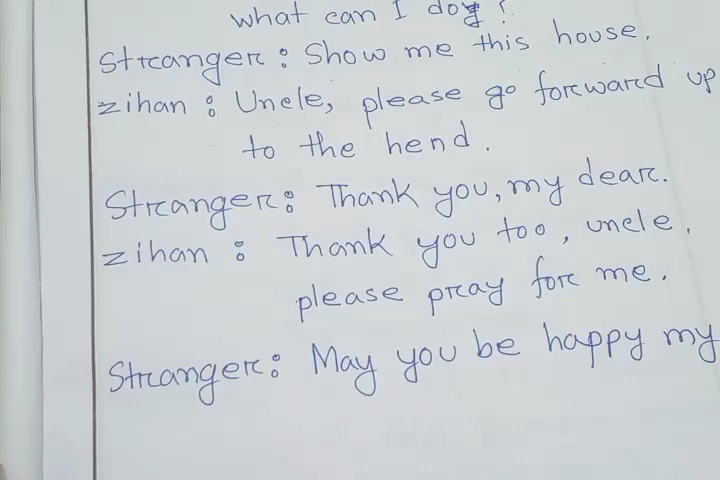 what can I do?
Stranger: Show me this house.
Zihan: Uncle, please go forward up
to the hend.
Stranger: Thank you, my dear.
Zihan: Thank you too, uncle,
please pray for me.
Stranger: May you be happy my